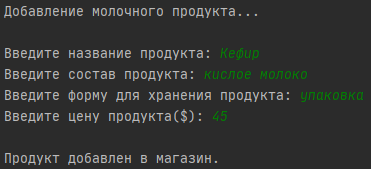 Добавление молочного продукта...
Введите название продукта: Кефир
Введите состав продукта: кислое молоко
Введите форму для хранения продукта: упаковка
Введите цену продукта($): 45
Продукт добавлен в магазин.